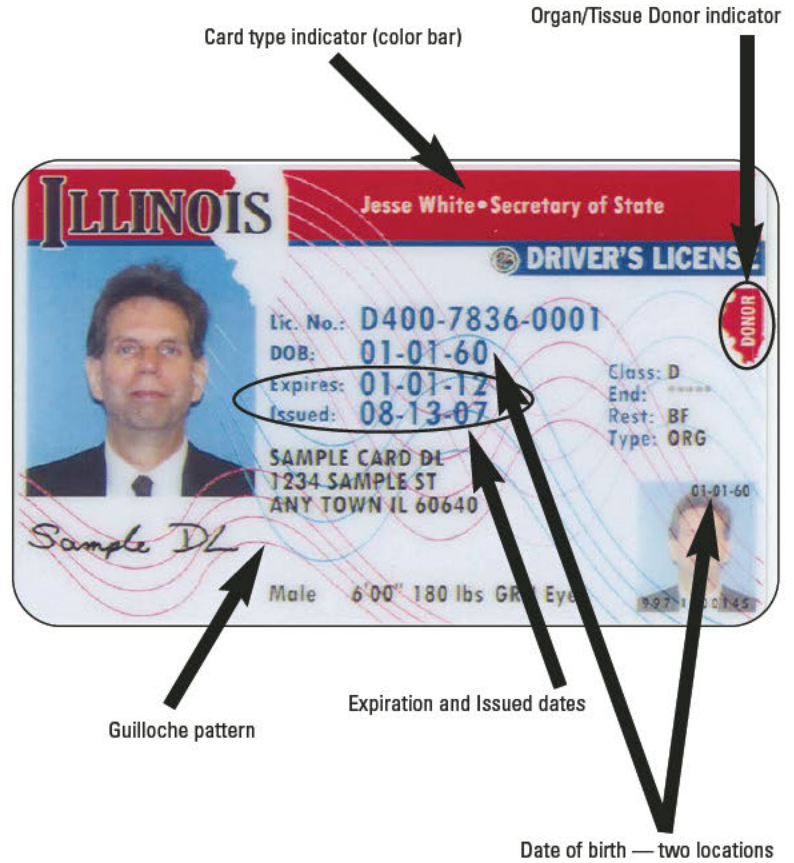 Organ/Tissue Donor indicator
Card type indicator (color bar)
ILLINOIS
Jesse White•Secretary of State
DRIVER'S LICENSE
DONOR
Lic. No.: D400-7836-0001
DOB: 01-01-60
Expires: 01-01-12
Issued: 08-13-07
Class: D
End: *****
Rest: BF
Type: ORG
SAMPLE CARD DL
1234 SAMPLE ST
ANY TOWN IL 60640
01-01-60
Sample DL
Male 6'00" 180 lbs Eye
Expiration and Issued dates
Guilloche pattern
Date of birth — two locations